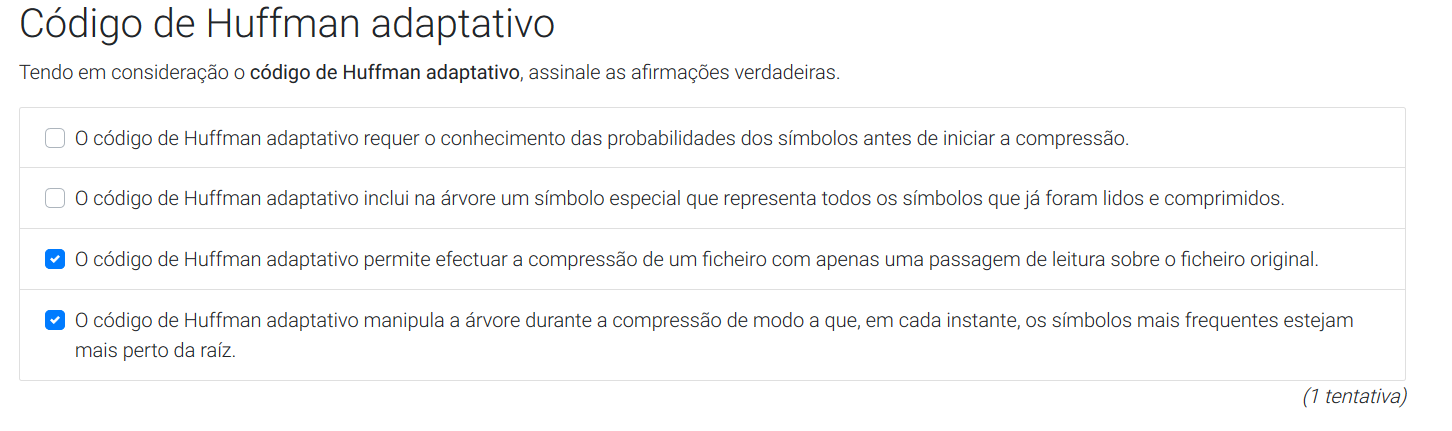 Código de Huffman adaptativo
Tendo em consideração o código de Huffman adaptativo, assinale as afirmações verdadeiras.
O código de Huffman adaptativo requer o conhecimento das probabilidades dos símbolos antes de iniciar a compressão.
O código de Huffman adaptativo inclui na árvore um símbolo especial que representa todos os símbolos que já foram lidos e comprimidos.
O código de Huffman adaptativo permite efectuar a compressão de um ficheiro com apenas uma passagem de leitura sobre o ficheiro original.
O código de Huffman adaptativo manipula a árvore durante a compressão de modo a que, em cada instante, os símbolos mais frequentes estejam
mais perto da raíz.
(1 tentativa)